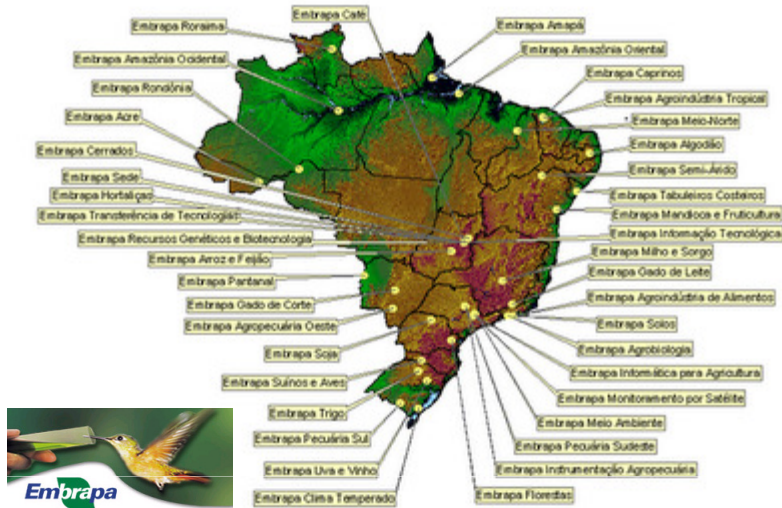 Embrapa Café
Embrapa Roraima
Embrapa Amapá
Embrapa Amazônia Ocidental
Embrapa Amazônia Oriental
Embrapa Rondônia
Embrapa Caprinos
Embrapa Agroindústria Tropical
Embrapa Acre
Embrapa Meio-Norte
Embrapa Algodão
Embrapa Cerrados
Embrapa Semi-Árido
Embrapa Sede
Embrapa Hortaliças
Embrapa Tabuleiros Costeiros
Embrapa Transferência de Tecnologias
Embrapa Mandioca e Fruticultura
Embrapa Informação Tecnológica
Embrapa Recursos Genéticos e Biotecnologia
Embrapa Milho e Sorgo
Embrapa Arroz e Feijão
Embrapa Gado de Leite
Embrapa Pantanal
Embrapa Agroindústria de Alimentos
Embrapa Gado de Corte
Embrapa Solos
Embrapa Agropecuária Oeste
Embrapa Agrobiologia
Embrapa Soja
Embrapa Informática para Agricultura
Embrapa Suínos e Aves
Embrapa Monitoramento por Satélite
Embrapa Trigo
Embrapa Meio Ambiente
Embrapa Pecuária Sul
Embrapa Pecuária Sudeste
Embrapa Uva e Vinho
Embrapa Instrumentação Agropecuária
Embrapa Clima Temperado
Embrapa Florestas
Embrapa